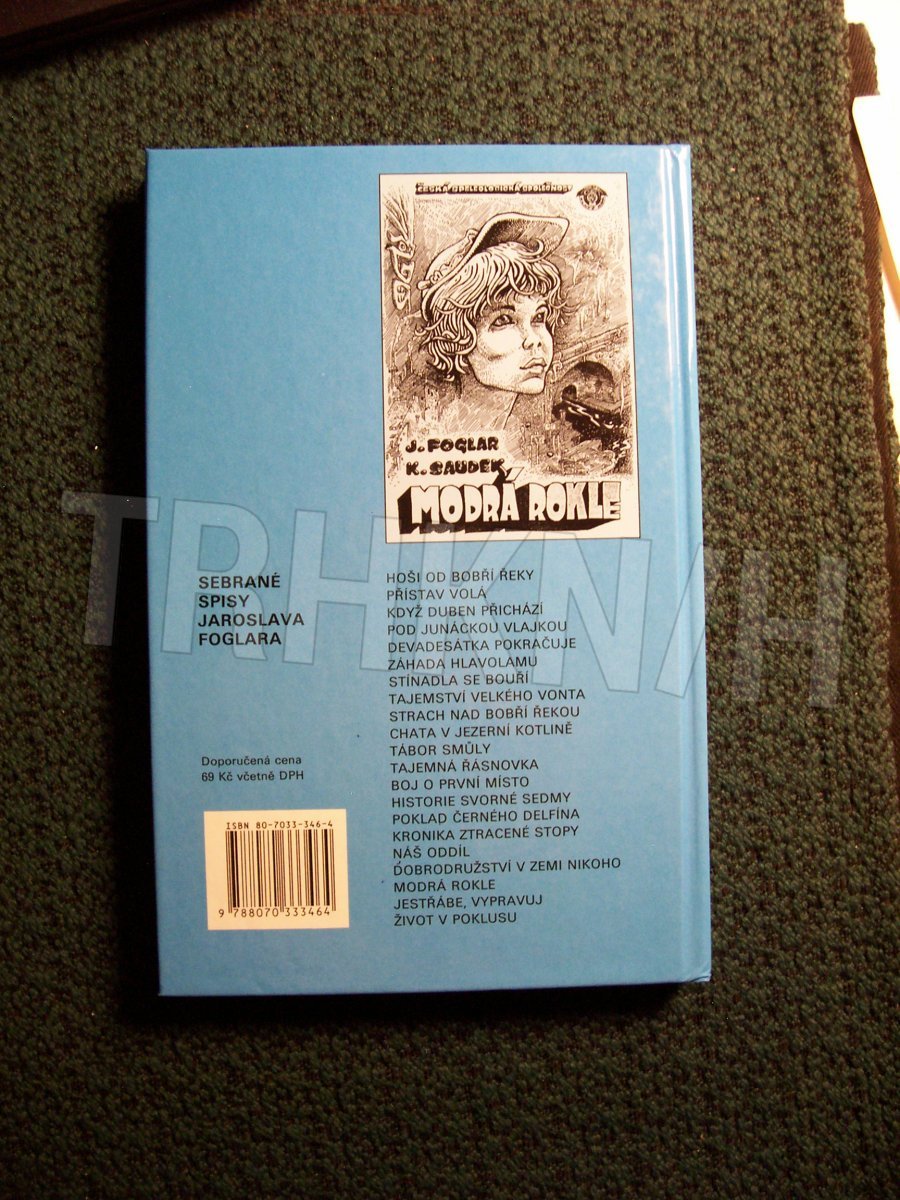 ČESKÁ SPELEOLOGICKÁ SPOLEČNOST
J. FOGLAR
K. SAUDEK
MODRÁ ROKLE
TRHKNIH
SEBRANÉ
SPISY
JAROSLAVA
FOGLARA
HOŠI OD BOBŘÍ ŘEKY
PŘÍSTAV VOLÁ
KDYŽ DUBEN PŘICHÁZÍ
POD JUNÁCKOU VLAJKOU
DEVADESÁTKA POKRAČUJE
ZÁHADA HLAVOLAMU
STÍNADLA SE BOUŘÍ
TAJEMSTVÍ VELKÉHO VONTA
STRACH NAD BOBŘÍ ŘEKOU
CHATA V JEZERNÍ KOTLINĚ
TÁBOR SMŮLY
TAJEMNÁ ŘÁSNOVKA
BOJ O PRVNÍ MÍSTO
HISTORIE SVORNÉ SEDMY
POKLAD ČERNÉHO DELFÍNA
KRONIKA ZTRACENÉ STOPY
NÁŠ ODDÍL
DOBRODRUŽSTVÍ V ZEMI NIKOHO
MODRÁ ROKLE
JESTŘÁBE, VYPRAVUJ
ŽIVOT V POKLUSU
Doporučená cena
69 Kč včetně DPH
ISBN 80-7033-346-4
9 788070 333464